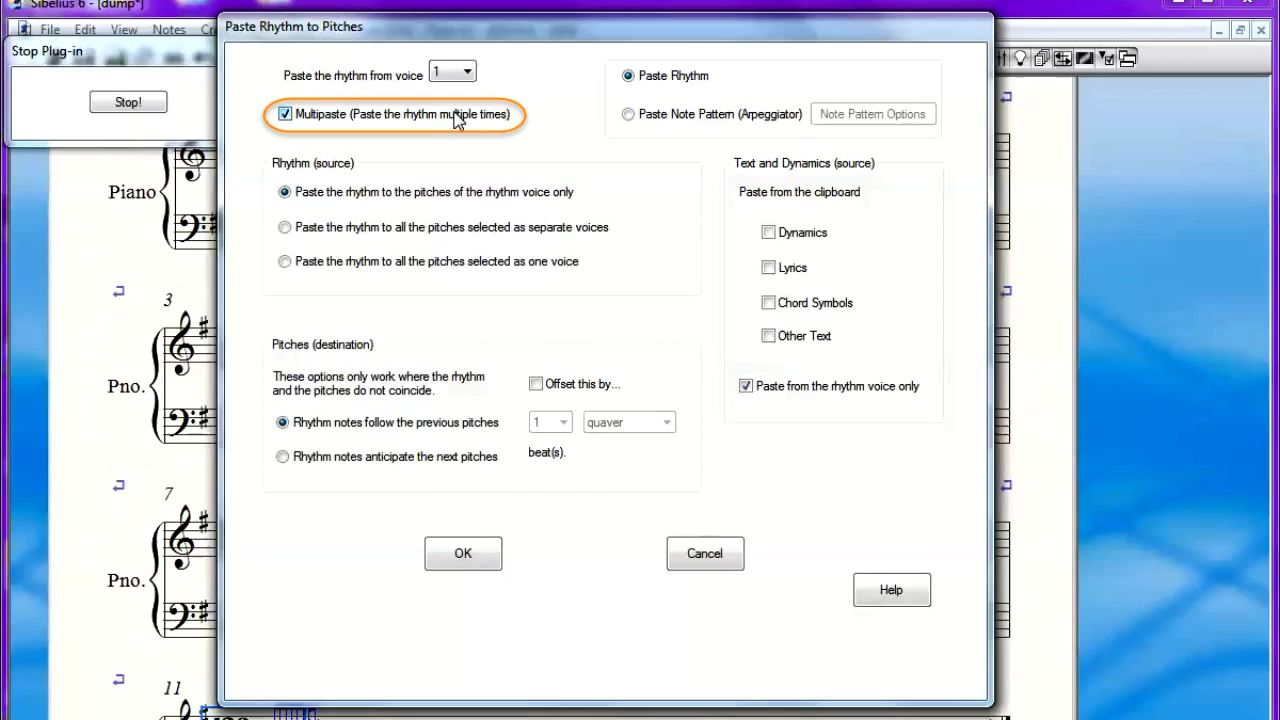 Sibelius 6 - [dump*]
File Edit View Notes
Stop Plug-in
Stop!
Paste Rhythm to Pitches
Paste the rhythm from voice 1
Multipaste (Paste the rhythm multiple times)
Paste Rhythm
Paste Note Pattern (Arpeggiator) Note Pattern Options
Rhythm (source)
Paste the rhythm to the pitches of the rhythm voice only
Paste the rhythm to all the pitches selected as separate voices
Paste the rhythm to all the pitches selected as one voice
Text and Dynamics (source)
Paste from the clipboard
Dynamics
Lyrics
Chord Symbols
Other Text
Paste from the rhythm voice only
Pitches (destination)
These options only work where the rhythm
and the pitches do not coincide.
Offset this by...
Rhythm notes follow the previous pitches
1 quaver
Rhythm notes anticipate the next pitches
beat(s).
OK
Cancel
Help
Piano
3
Pno.
7
Pno.
11